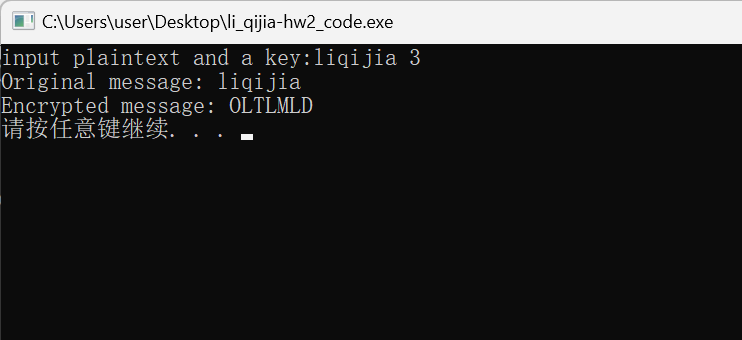 C:\Users\user\Desktop\li_qijia-hw2_code.exe
input plaintext and a key:liqijia 3
Original message: liqijia
Encrypted message: OLTLMLD
请按任意键继续. . .